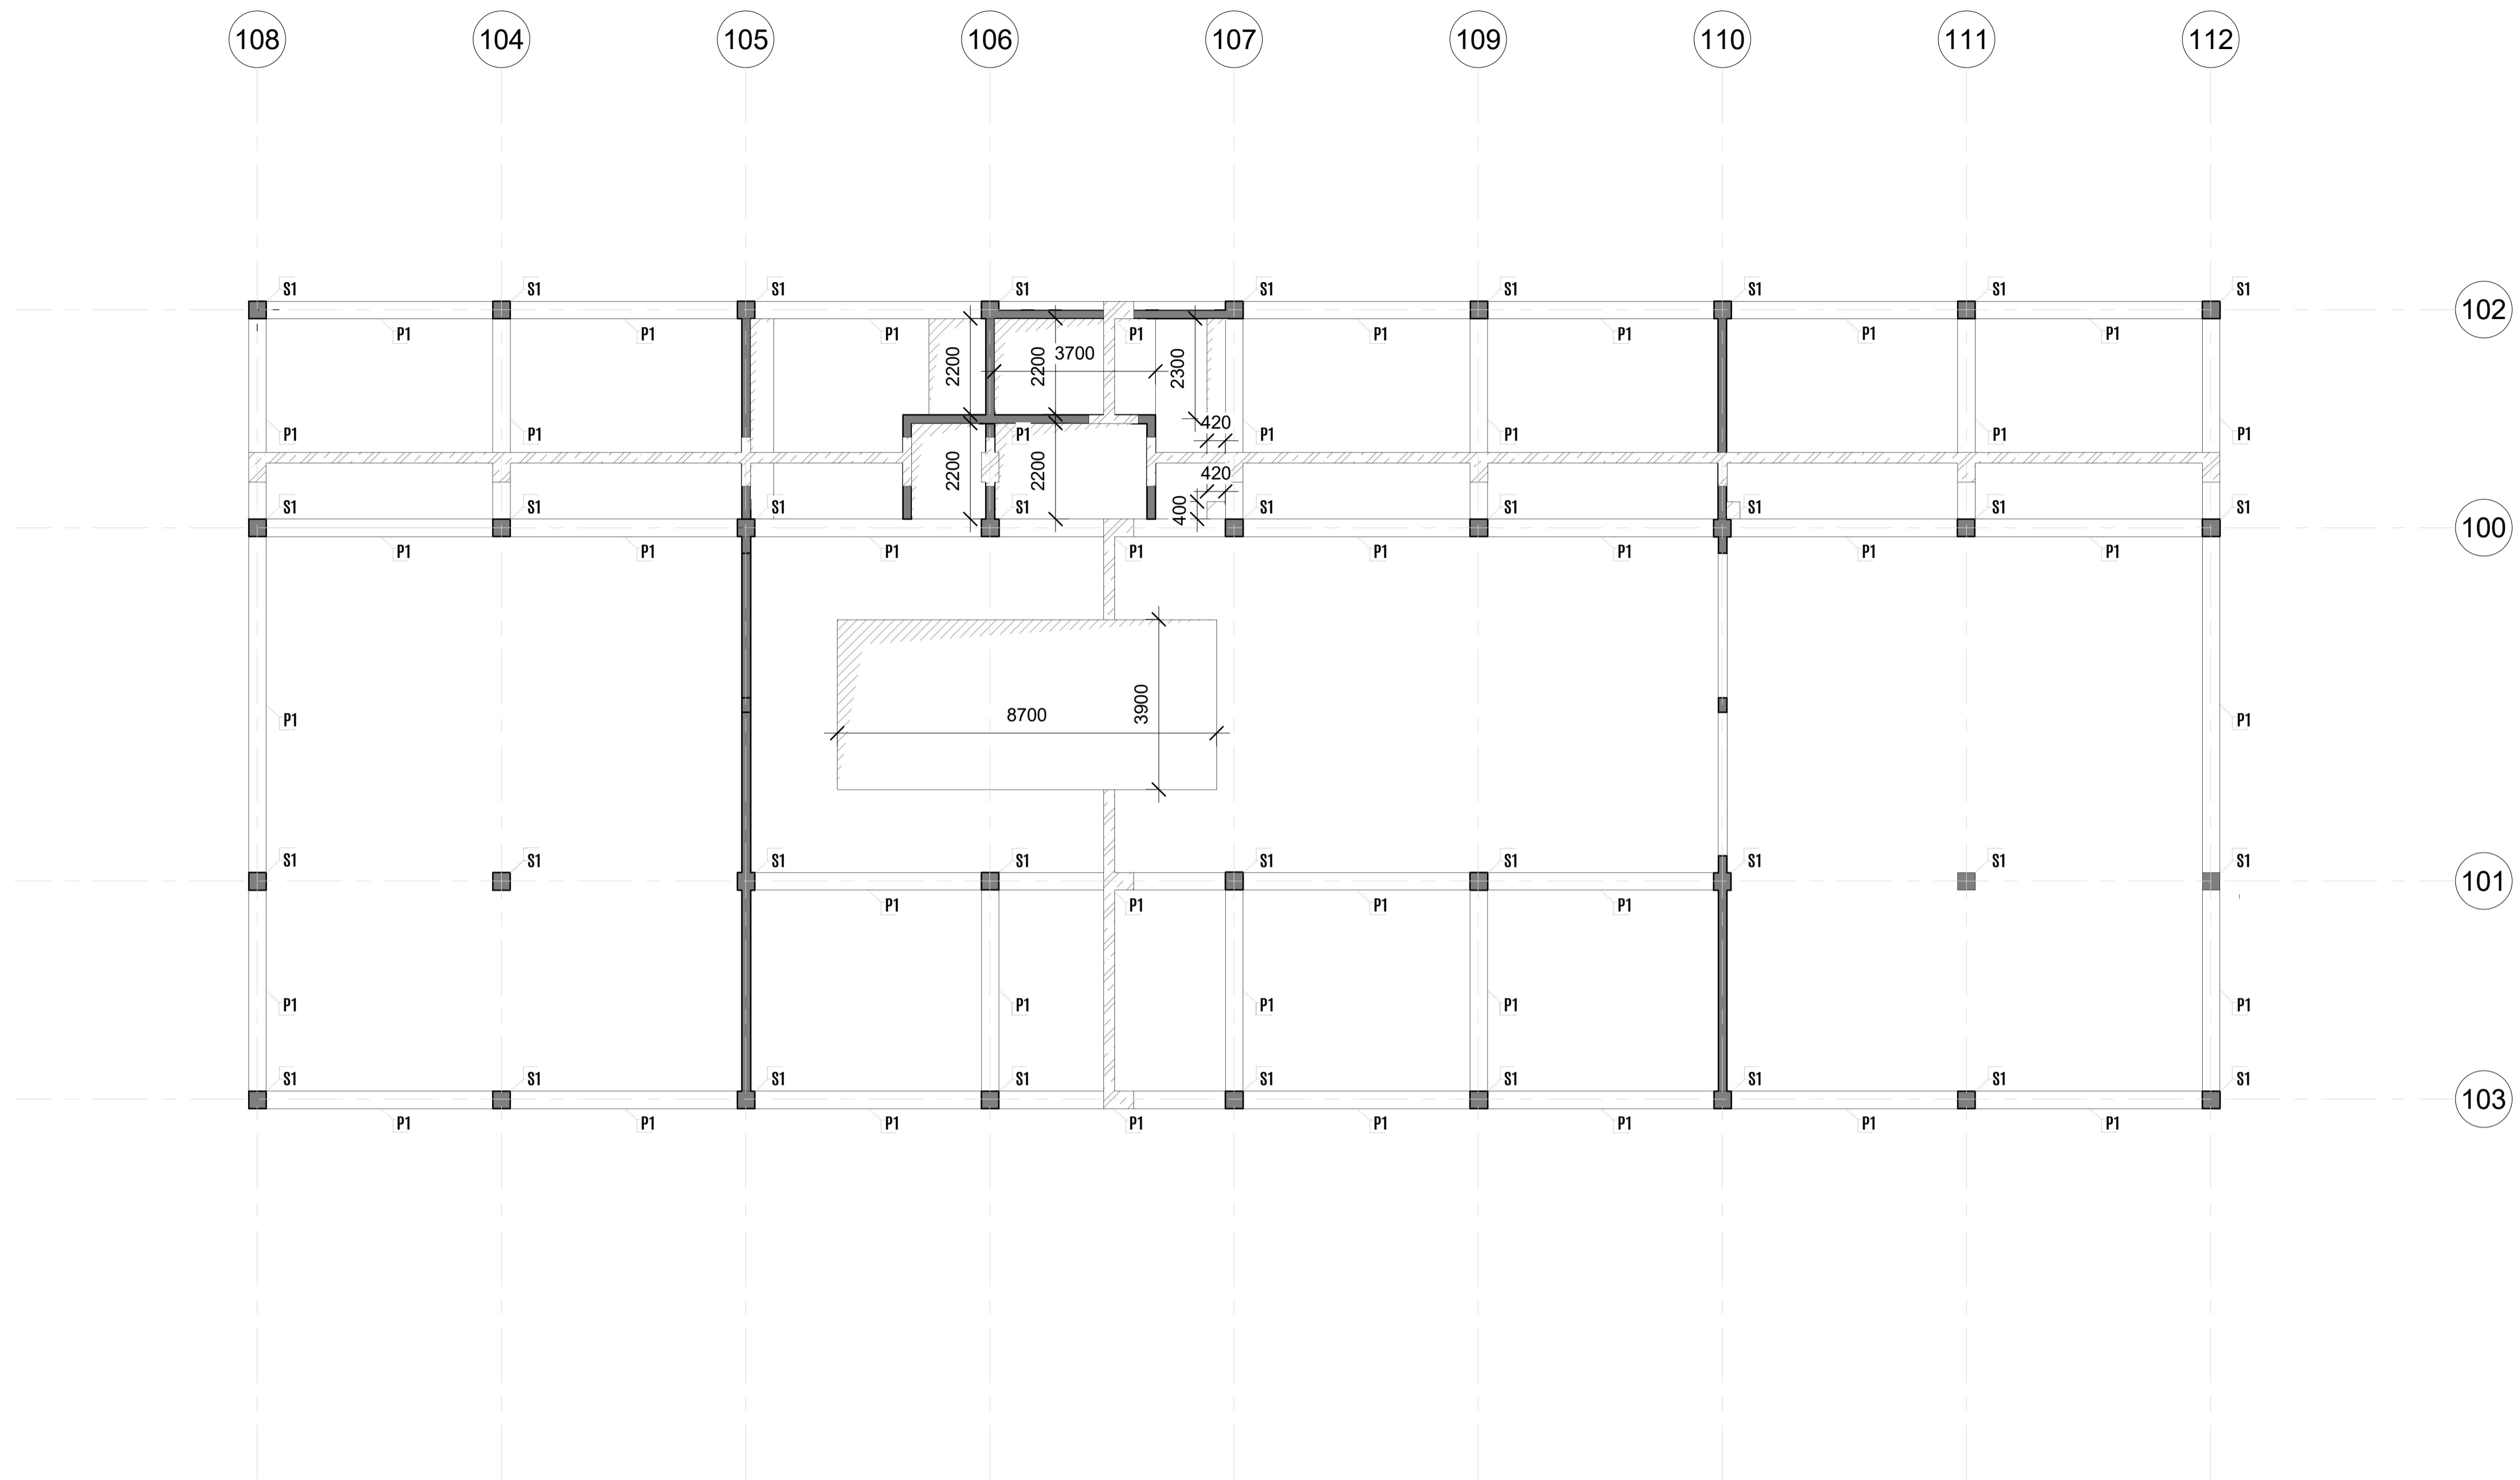 108 104 105 106 107 109 110 111 112
S1 S1 S1 S1 S1 S1 S1 S1 S1
102
P1 P1 P1 P1 P1 P1 P1 P1
2200 2200 3700 2300
420
P1 P1 P1 P1 P1 P1 P1
2200 2200 420
400
S1 S1 S1 S1 S1 S1 S1 S1 S1
100
P1 P1 P1 P1 P1 P1 P1 P1
P1 8700 3900 P1
S1 S1 S1 S1 S1 S1 S1 S1 S1
101
P1 P1 P1 P1
P1 P1 P1 P1 P1
S1 S1 S1 S1 S1 S1 S1 S1 S1
103
P1 P1 P1 P1 P1 P1 P1 P1